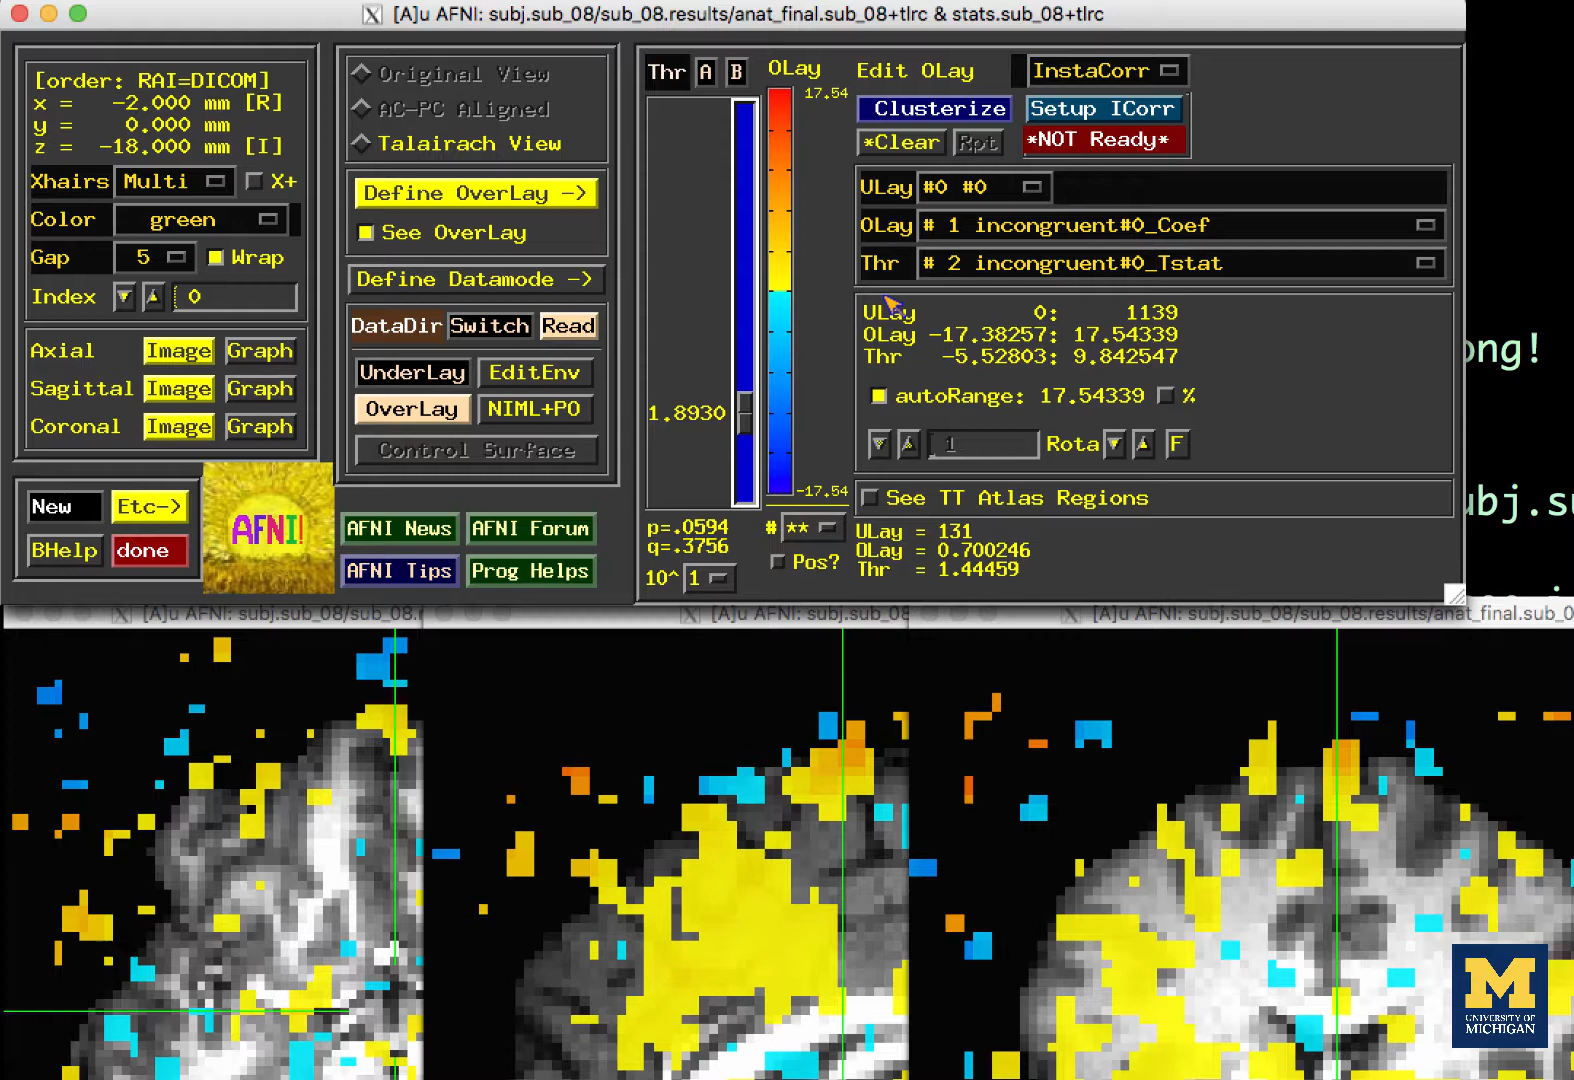 [A]u AFNI: subj.sub_08/sub_08.results/anat_final.sub_08+tlrc & stats.sub_08+tlrc
[order: RAI=DICOM]
x = -2.000 mm [R]
y = 0.000 mm
z = -18.000 mm [I]
Xhairs Multi X+
Color green
Gap 5 Wrap
Index 0
Axial Image Graph
Sagittal Image Graph
Coronal Image Graph
New Etc->
BHelp done
AFNI!
Original View
AC-PC Aligned
Talairach View
Define OverLay ->
See OverLay
Define Datamode ->
DataDir Switch Read
UnderLay EditEnv
OverLay NIML+PO
Control Surface
AFNI News AFNI Forum
AFNI Tips Prog Helps
Thr A B OLay
17.54
1.8930
-17.54
p=.0594
q=.3756
# **
Pos?
10^ 1
Edit OLay InstaCorr
Clusterize Setup ICorr
*Clear Rpt *NOT Ready*
ULay #0 #0
OLay # 1 incongruent#0_Coef
Thr # 2 incongruent#0_Tstat
ULay 0: 1139
OLay -17.38257: 17.54339
Thr -5.52803: 9.842547
autoRange: 17.54339 %
1 Rota F
See TT Atlas Regions
ULay = 131
OLay = 0.700246
Thr = 1.44459
ong!
ubj.su
[A]u AFNI: subj.sub_08/sub_08.r
[A]u AFNI: subj.sub_08/sub_08
[A]u AFNI: subj.sub_08/sub_08.results/anat_final.sub_0
M
UNIVERSITY OF
MICHIGAN